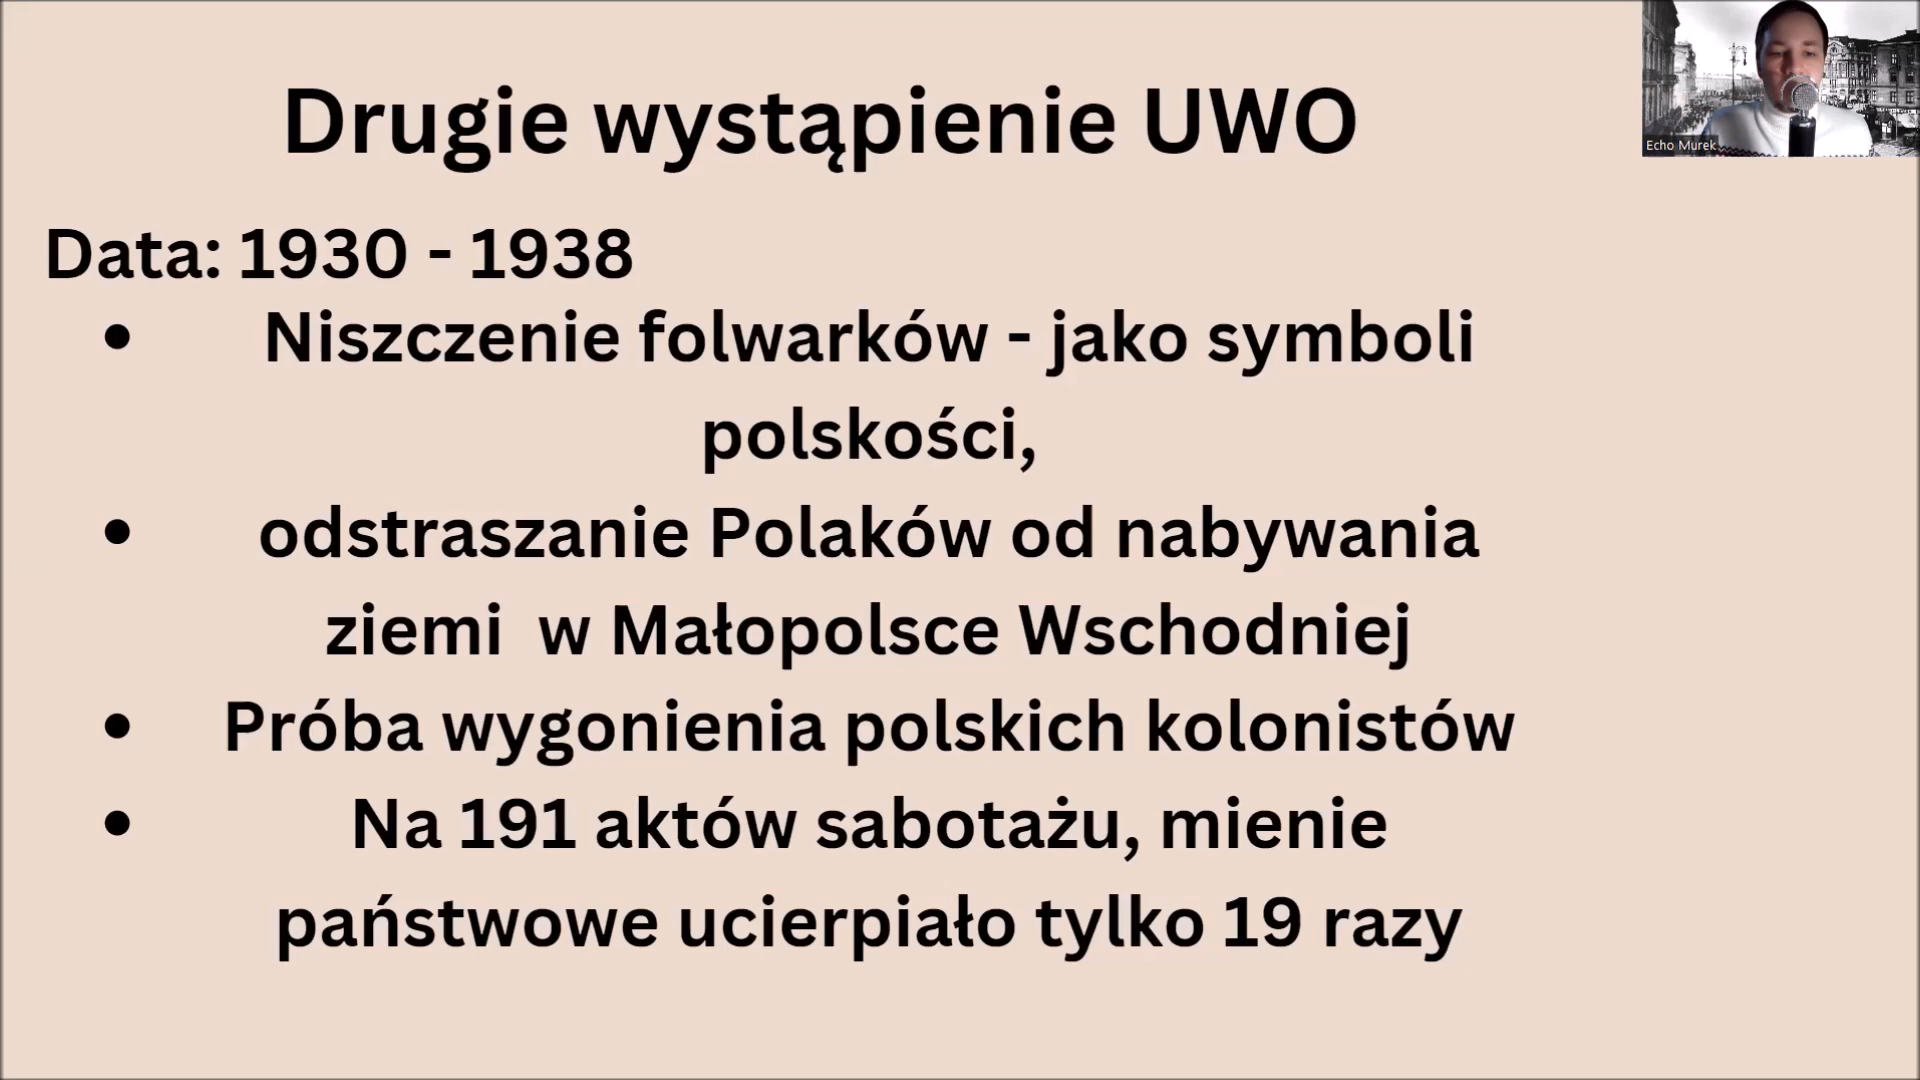 Drugie wystąpienie UWO
Echo Murek
Data: 1930 - 1938
• Niszczenie folwarków - jako symboli
polskości,
• odstraszanie Polaków od nabywania
ziemi  w Małopolsce Wschodniej
• Próba wygonienia polskich kolonistów
• Na 191 aktów sabotażu, mienie
państwowe ucierpiało tylko 19 razy